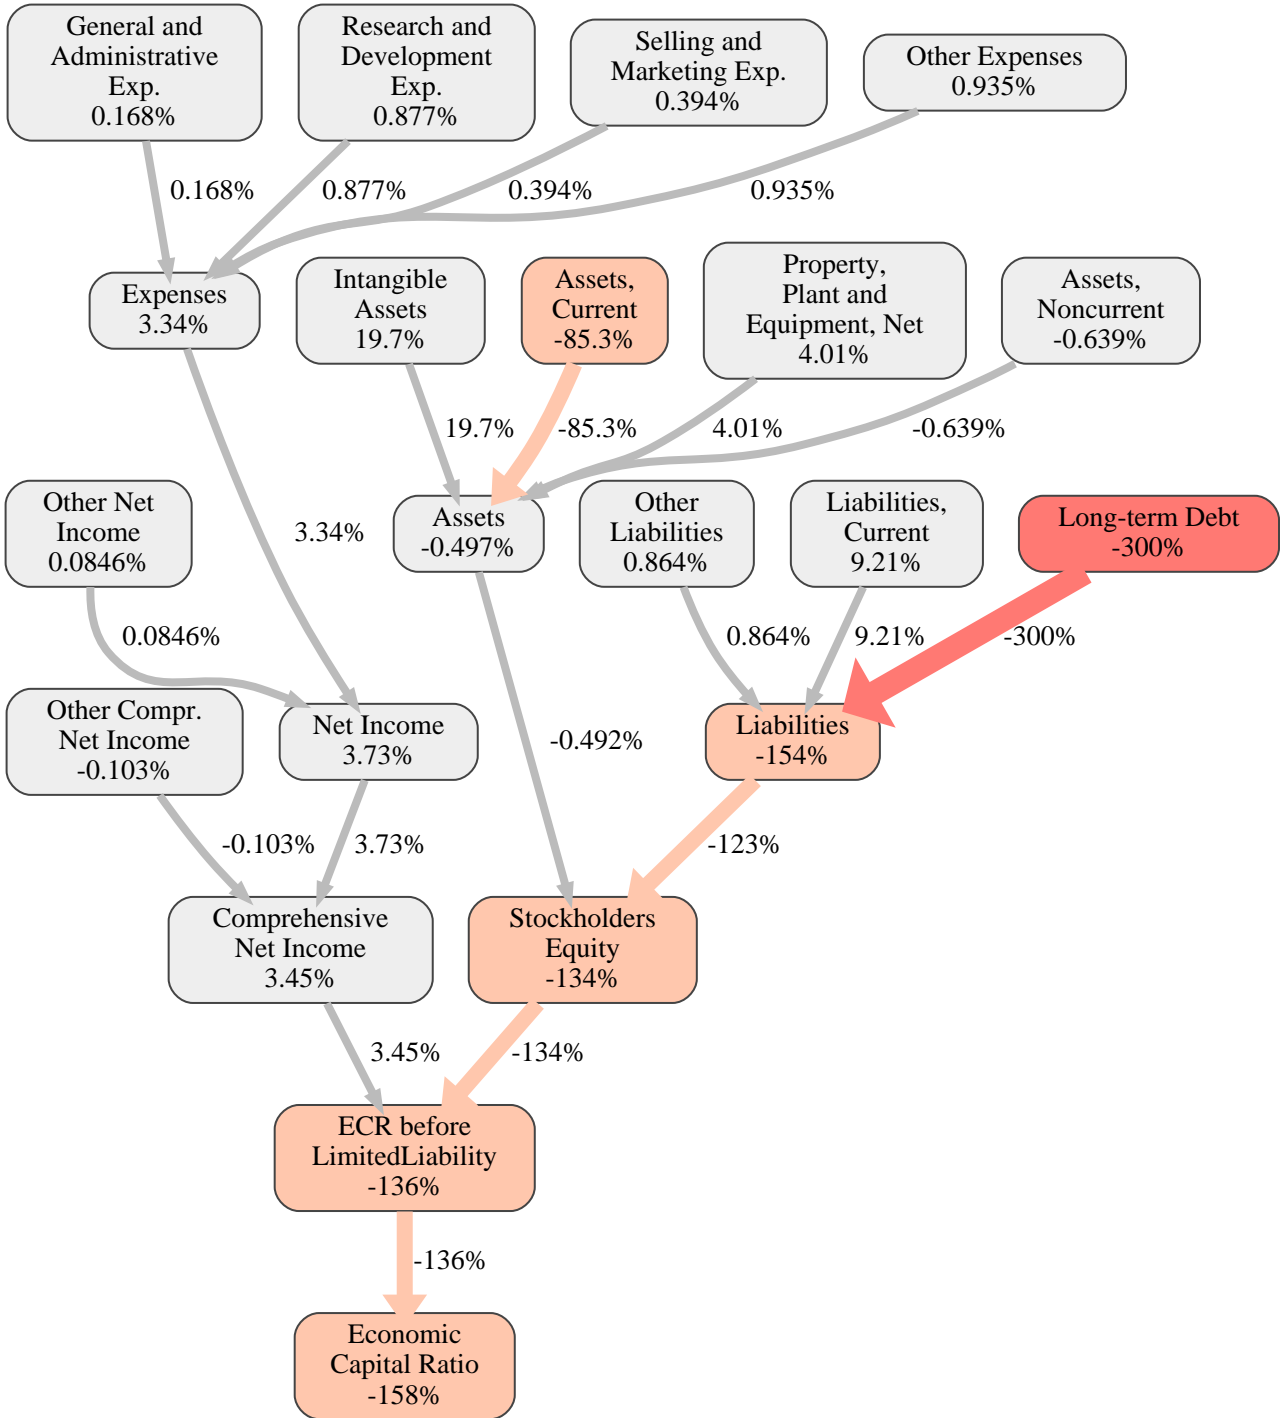 General and
Administrative
Exp.
0.168%
Research and
Development
Exp.
0.877%
Selling and
Marketing Exp.
0.394%
Other Expenses
0.935%
0.168%
0.877%
0.394%
0.935%
Expenses
3.34%
Intangible
Assets
19.7%
Assets,
Current
-85.3%
Property,
Plant and
Equipment, Net
4.01%
Assets,
Noncurrent
-0.639%
19.7%
-85.3%
4.01%
-0.639%
Other Net
Income
0.0846%
3.34%
Assets
-0.497%
Other
Liabilities
0.864%
Liabilities,
Current
9.21%
Long-term Debt
-300%
0.0846%
0.864%
9.21%
-300%
Other Compr.
Net Income
-0.103%
Net Income
3.73%
-0.492%
Liabilities
-154%
-0.103%
3.73%
-123%
Comprehensive
Net Income
3.45%
Stockholders
Equity
-134%
3.45%
-134%
ECR before
LimitedLiability
-136%
-136%
Economic
Capital Ratio
-158%